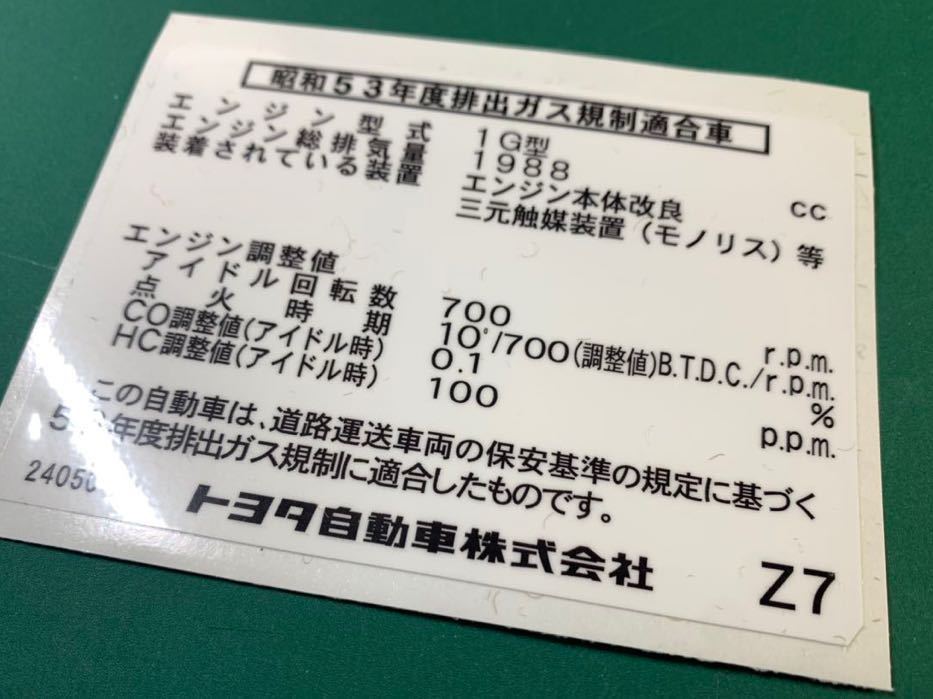 昭和53年度排出ガス規制適合車
エンジン型式 1G型
エンジン総排気量 1988 cc
装着されている装置 エンジン本体改良
三元触媒装置(モノリス)等
エンジン調整値
アイドル回転数 700 r.p.m.
点火時期 10°/700(調整値)B.T.D.C./r.p.m.
CO調整値(アイドル時) 0.1 %
HC調整値(アイドル時) 100 p.p.m.
この自動車は、道路運送車両の保安基準の規定に基づく
53年度排出ガス規制に適合したものです。
2405
トヨタ自動車株式会社 Z7